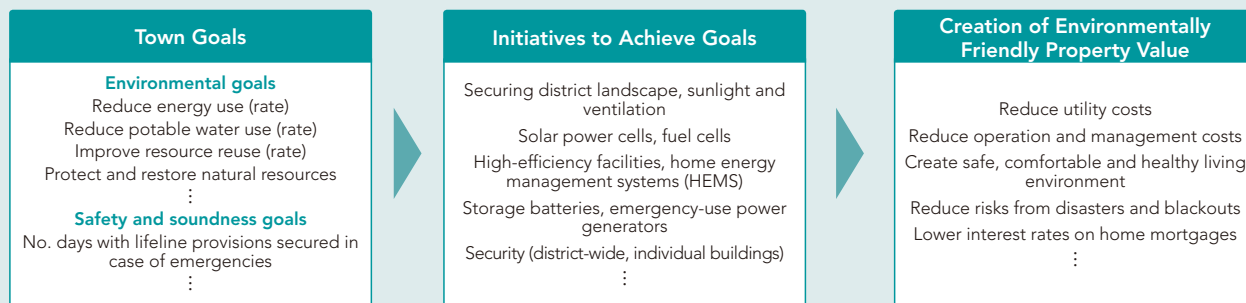 Town Goals
Environmental goals
Reduce energy use (rate)
Reduce potable water use (rate)
Improve resource reuse (rate)
Protect and restore natural resources
⋮
Safety and soundness goals
No. days with lifeline provisions secured in
case of emergencies
⋮
Initiatives to Achieve Goals
Securing district landscape, sunlight and
ventilation
Solar power cells, fuel cells
High-efficiency facilities, home energy
management systems (HEMS)
Storage batteries, emergency-use power
generators
Security (district-wide, individual buildings)
⋮
Creation of Environmentally
Friendly Property Value
Reduce utility costs
Reduce operation and management costs
Create safe, comfortable and healthy living
environment
Reduce risks from disasters and blackouts
Lower interest rates on home mortgages
⋮